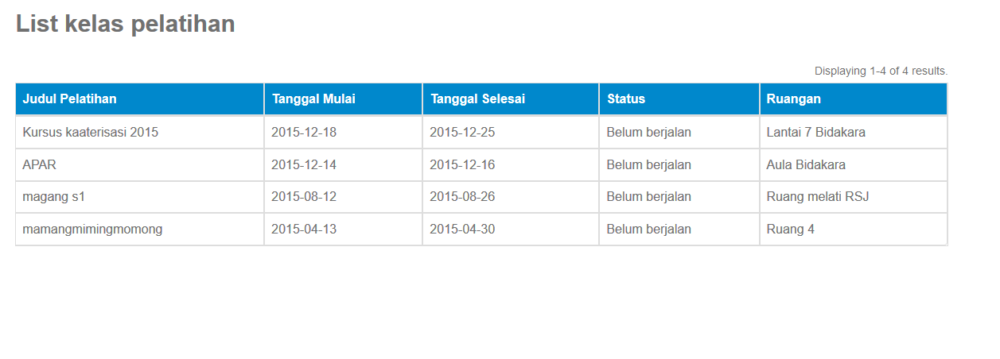 List kelas pelatihan
Displaying 1-4 of 4 results.
Judul Pelatihan Tanggal Mulai Tanggal Selesai Status Ruangan
Kursus kaaterisasi 2015 2015-12-18 2015-12-25 Belum berjalan Lantai 7 Bidakara
APAR 2015-12-14 2015-12-16 Belum berjalan Aula Bidakara
magang s1 2015-08-12 2015-08-26 Belum berjalan Ruang melati RSJ
mamangmimingmomong 2015-04-13 2015-04-30 Belum berjalan Ruang 4